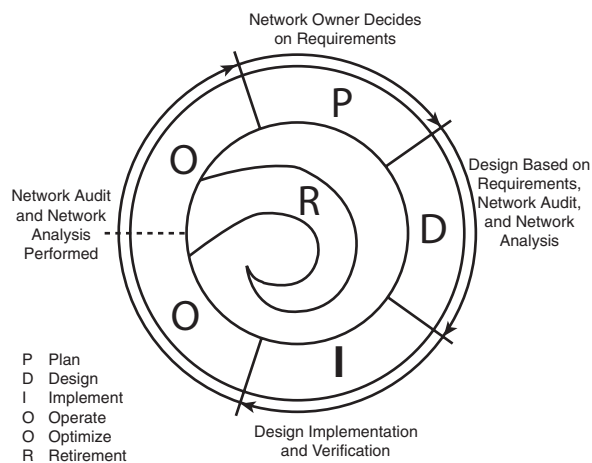 Network Owner Decides
on Requirements
P
D
I
O
O
R
Design Based on
Requirements,
Network Audit,
and Network
Analysis
Network Audit
and Network
Analysis
Performed
Design Implementation
and Verification
P Plan
D Design
I Implement
O Operate
O Optimize
R Retirement